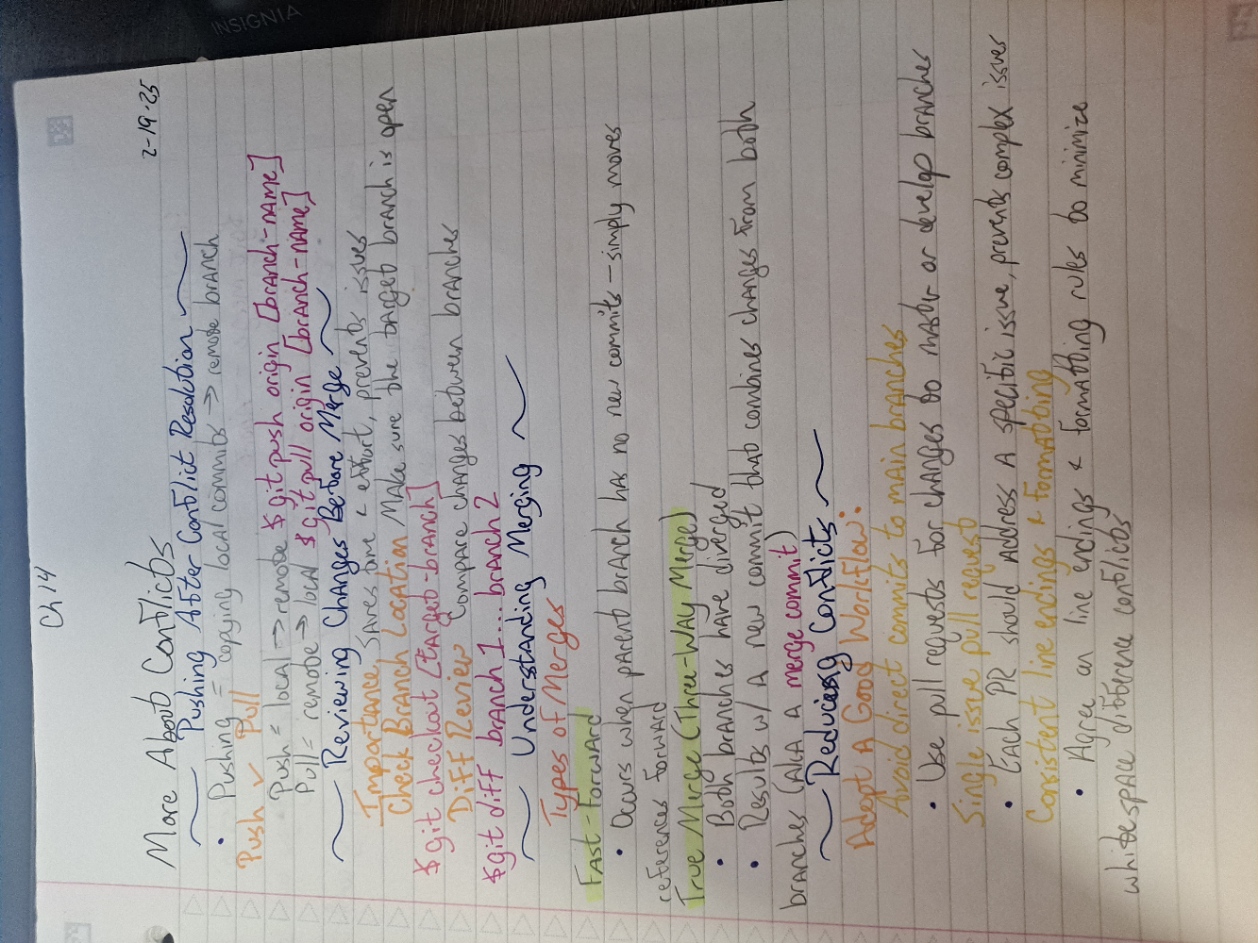 Ch 14
More About Conflicts 2-19-25
Pushing After Conflict Resolution
• Pushing = copying local commits → remote branch
Push v Pull
Push = local → remote $ git push origin [branch-name]
Pull = remote → local $ git pull origin [branch-name]
Reviewing Changes Before Merge
Importance, saves time & effort, prevents issues
Check Branch Location Make sure the target branch is open
$ git checkout [target-branch]
Diff Review Compare changes between branches
$ git diff branch 1... branch 2
Understanding Merging
Types of Merges
Fast-Forward
• Occurs when parent branch has no new commits – simply moves
references forward
True Merge (Three-Way Merge)
• Both branches have diverged
• Results w/ a new commit that combines changes from both
branches (AKA a merge commit)
Reducing Conflicts
Adopt a Good Workflow:
Avoid direct commits to main branches
• Use pull requests for changes to master or develop branches
Single issue pull request
• Each PR should address a specific issue, prevents complex issues
Consistent line endings & formatting
• Agree on line endings & formatting rules to minimize
whitespace difference conflicts
INSIGNIA